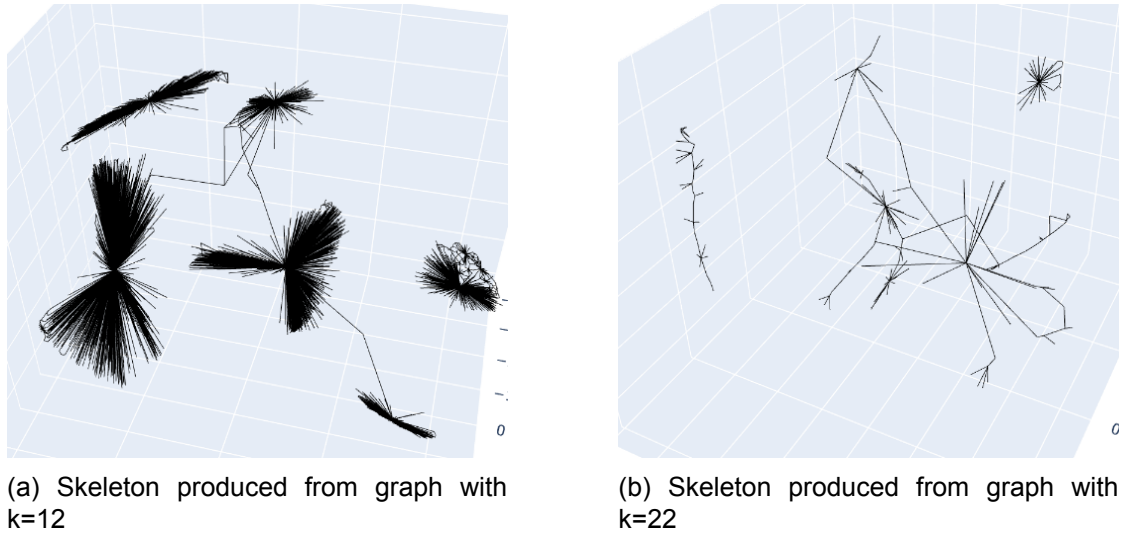 0
0
(a) Skeleton produced from graph with
k=12
(b) Skeleton produced from graph with
k=22